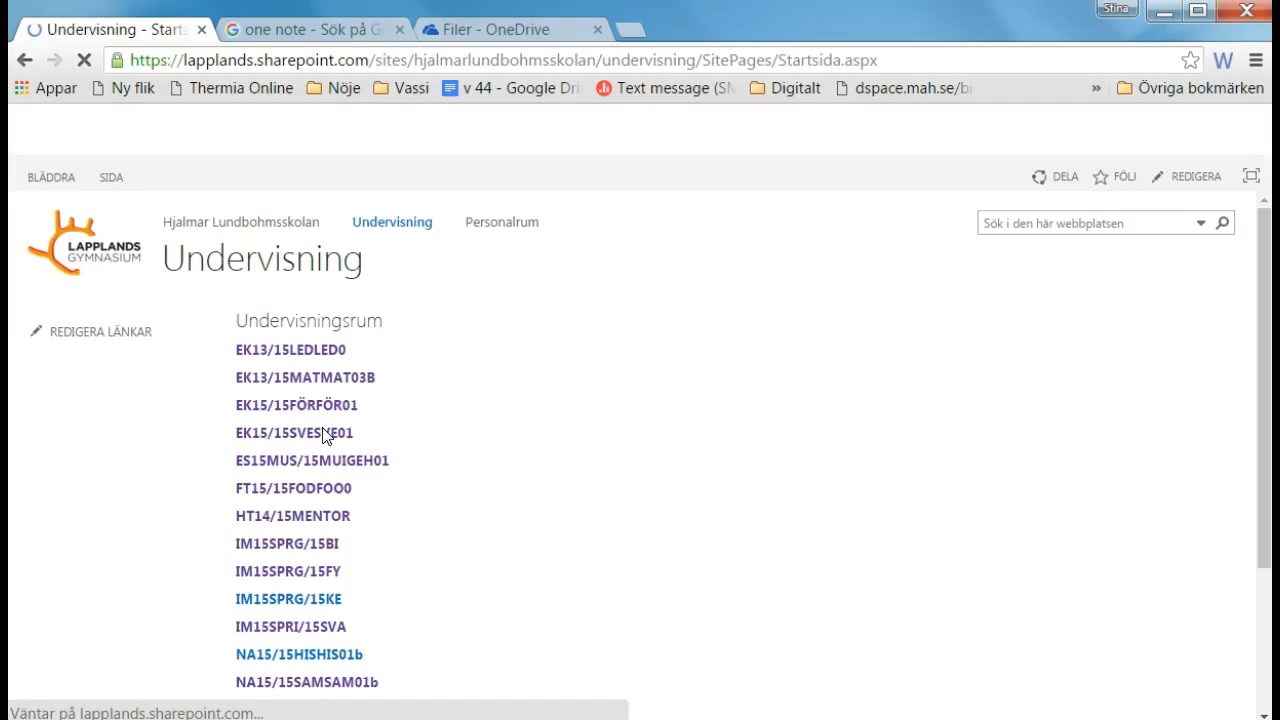 Stina
Undervisning - Starts
one note - Sök på G
Filer - OneDrive
https://lapplands.sharepoint.com/sites/hjalmarlundbohmsskolan/undervisning/SitePages/Startsida.aspx
W
Appar Ny flik Thermia Online Nöje Vassi v 44 - Google Dri Text message (SM Digitalt dspace.mah.se/bi » Övriga bokmärken
BLÄDDRA SIDA DELA FÖLJ REDIGERA
LAPPLANDS
GYMNASIUM
Hjalmar Lundbohmsskolan Undervisning Personalrum
Sök i den här webbplatsen
Undervisning
REDIGERA LÄNKAR
Undervisningsrum
EK13/15LEDLED0
EK13/15MATMAT03B
EK15/15FÖRFÖR01
EK15/15SVESVE01
ES15MUS/15MUIGEH01
FT15/15FODFOO0
HT14/15MENTOR
IM15SPRG/15BI
IM15SPRG/15FY
IM15SPRG/15KE
IM15SPRI/15SVA
NA15/15HISHIS01b
NA15/15SAMSAM01b
Väntar på lapplands.sharepoint.com...